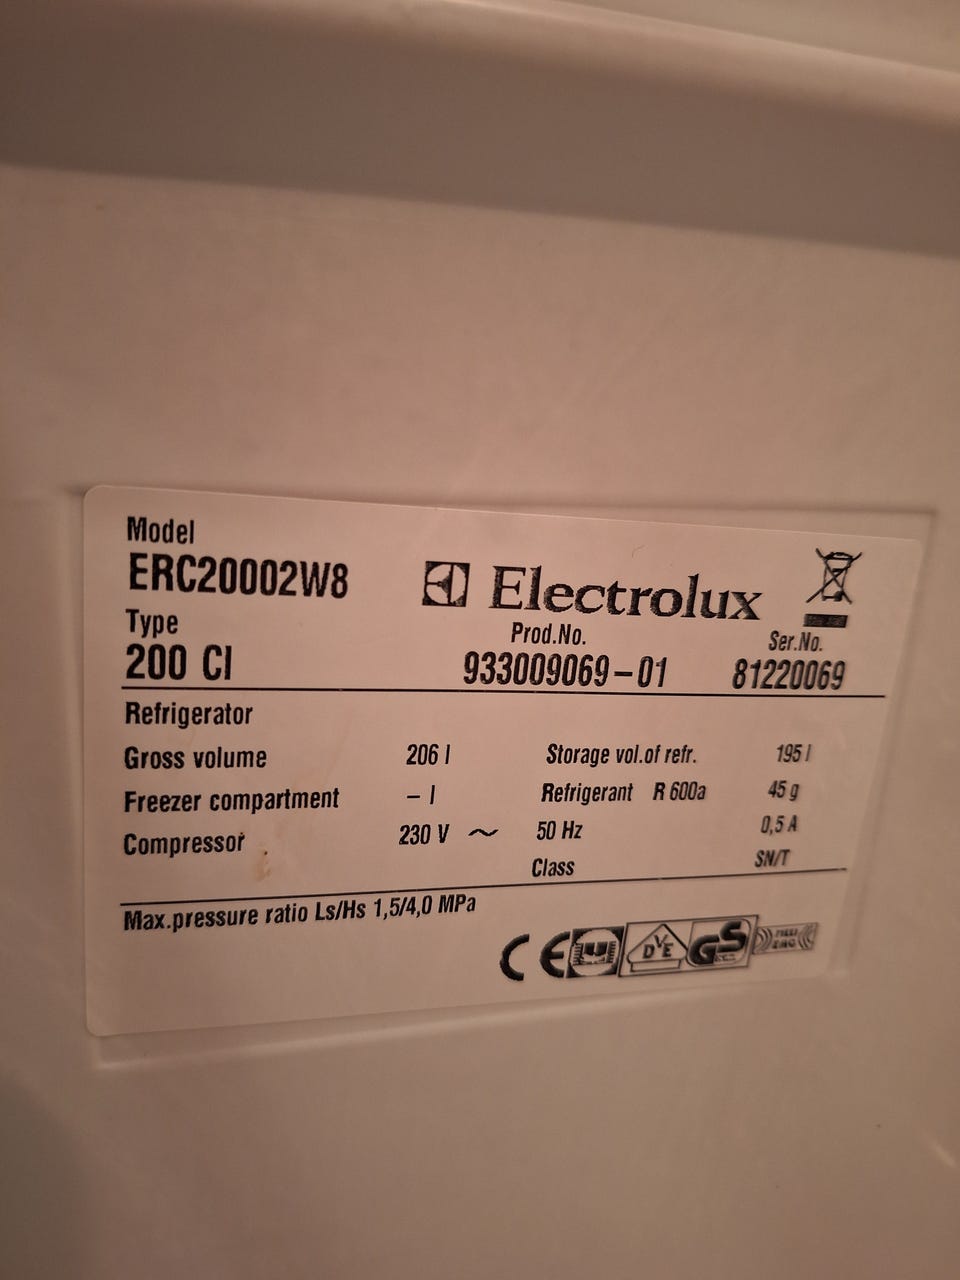 Model
ERC20002W8
Electrolux
Type
Prod.No.
Ser.No.
200 CI
933009069-01
81220069
Refrigerator
Gross volume 206 l Storage vol.of refr. 195 l
Freezer compartment - l Refrigerant R 600a 45 g
Compressor 230 V ~ 50 Hz 0,5 A
Class SN/T
Max.pressure ratio Ls/Hs 1,5/4,0 MPa
CE
DVE
GS